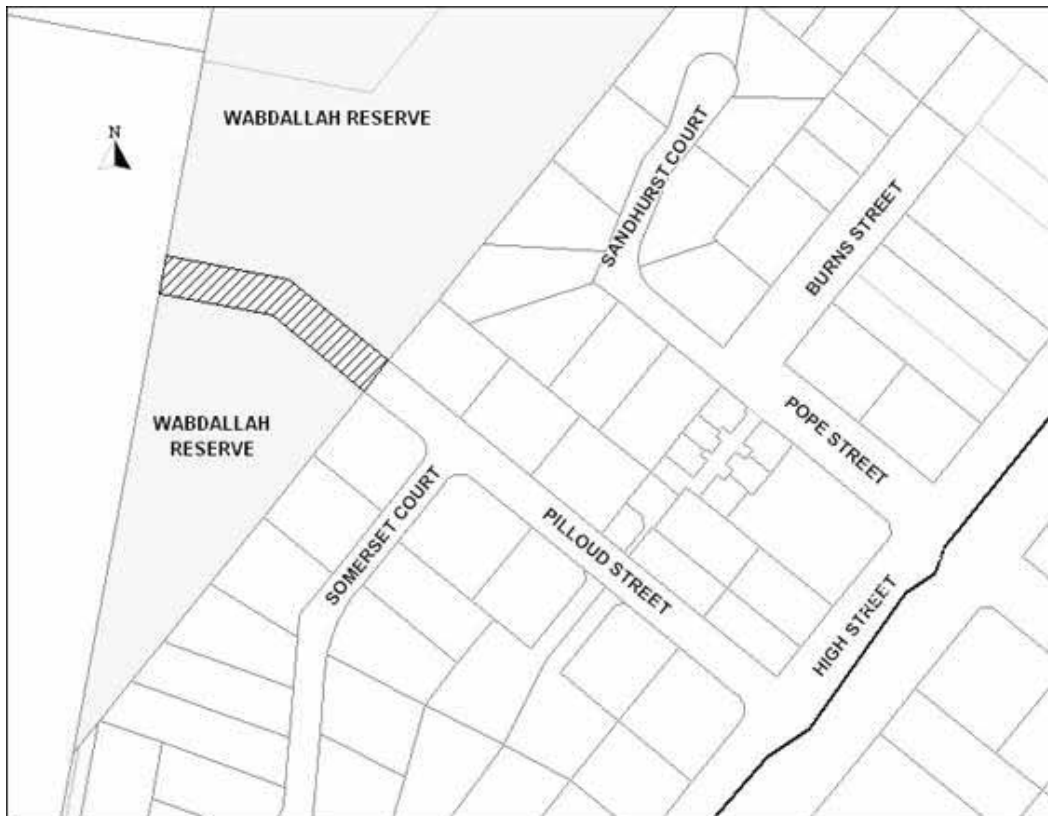 WABDALLAH RESERVE
N
SANDHURST COURT
BURNS STREET
WABDALLAH
RESERVE
POPE STREET
SOMERSET COURT
PILLOUD STREET
HIGH STREET